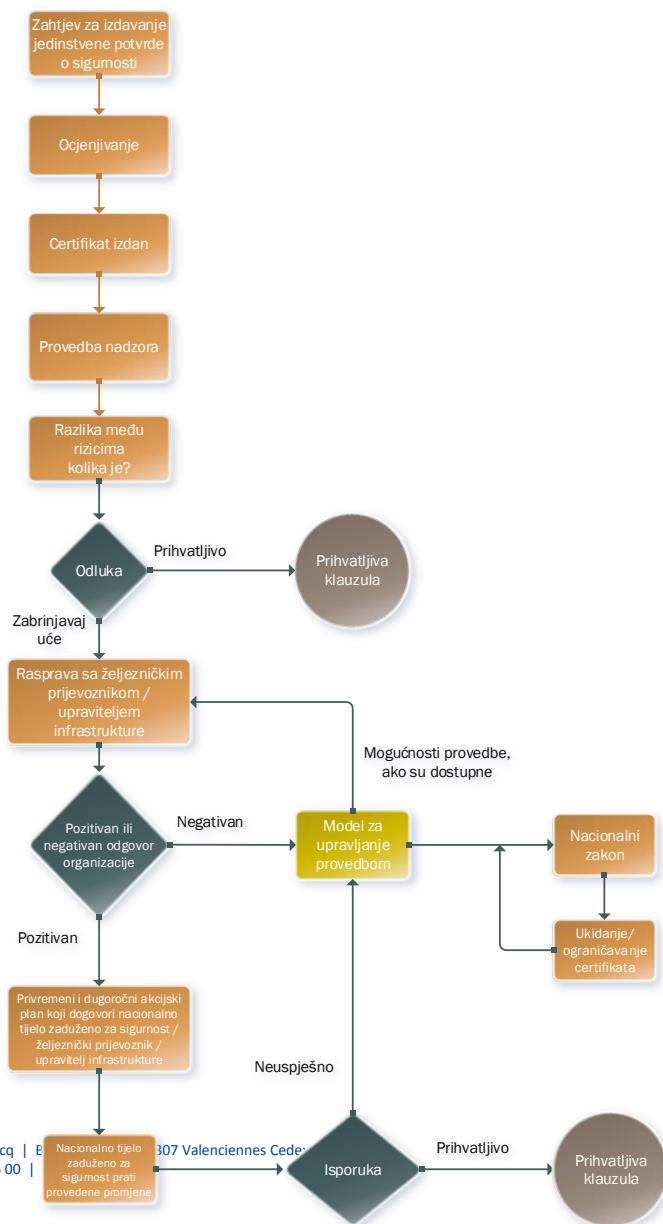 Zahtjev za izdavanje
jedinstvene potvrde
o sigurnosti
Ocjenjivanje
Certifikat izdan
Provedba nadzora
Razlika među
rizicima
kolika je?
Odluka
Prihvatljivo
Prihvatljiva
klauzula
Zabrinjavaj
uće
Rasprava sa željezničkim
prijevoznikom /
upraviteljem
infrastrukture
Mogućnosti provedbe,
ako su dostupne
Pozitivan ili
negativan odgovor
organizacije
Negativan
Model za
upravljanje
provedbom
Nacionalni
zakon
Ukidanje/
ograničavanje
certifikata
Pozitivan
Privremeni i dugoročni akcijski
plan koji dogovori nacionalno
tijelo zaduženo za sigurnost /
željeznički prijevoznik /
upravitelj infrastrukture
Neuspješno
cq | B 307 Valenciennes Cedex
00 |
Nacionalno tijelo
zaduženo za
sigurnost prati
provedene promjene
Isporuka
Prihvatljivo
Prihvatljiva
klauzula